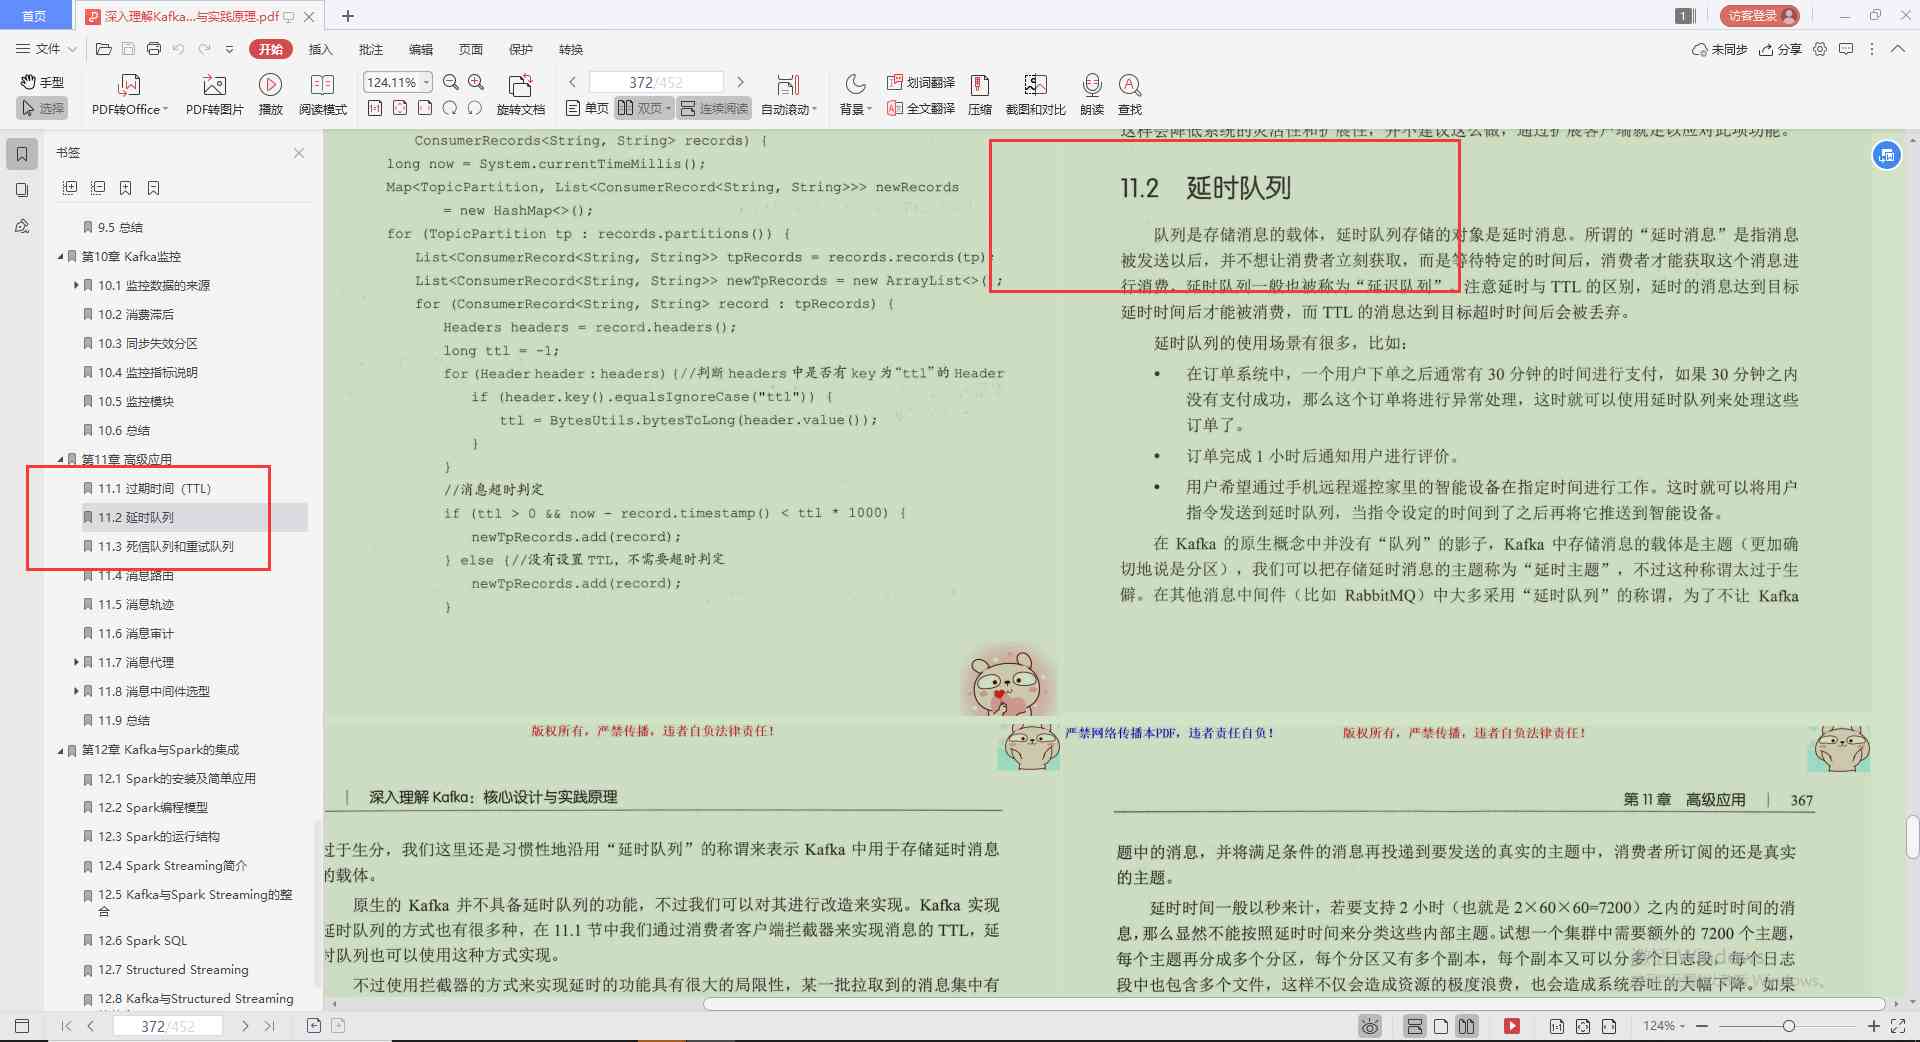 首页
深入理解Kafka...与实践原理.pdf
1
访客登录
文件
开始
插入
批注
编辑
页面
保护
转换
未同步
分享
手型
选择
PDF转Office
PDF转图片
播放
阅读模式
124.11%
旋转文档
372/452
单页
双页
连续阅读
自动滚动
背景
划词翻译
全文翻译
压缩
截图和对比
朗读
查找
书签
9.5 总结
第10章 Kafka监控
10.1 监控数据的来源
10.2 消费滞后
10.3 同步失效分区
10.4 监控指标说明
10.5 监控模块
10.6 总结
第11章 高级应用
11.1 过期时间（TTL）
11.2 延时队列
11.3 死信队列和重试队列
11.4 消息路由
11.5 消息轨迹
11.6 消息审计
11.7 消息代理
11.8 消息中间件选型
11.9 总结
第12章 Kafka与Spark的集成
12.1 Spark的安装及简单应用
12.2 Spark编程模型
12.3 Spark的运行结构
12.4 Spark Streaming简介
12.5 Kafka与Spark Streaming的整
合
12.6 Spark SQL
12.7 Structured Streaming
12.8 Kafka与Structured Streaming
ConsumerRecords<String, String> records) {
long now = System.currentTimeMillis();
Map<TopicPartition, List<ConsumerRecord<String, String>>> newRecords
= new HashMap<>();
for (TopicPartition tp : records.partitions()) {
List<ConsumerRecord<String, String>> tpRecords = records.records(tp);
List<ConsumerRecord<String, String>> newTpRecords = new ArrayList<>();
for (ConsumerRecord<String, String> record : tpRecords) {
Headers headers = record.headers();
long ttl = -1;
for (Header header : headers) {//判断 headers 中是否有 key 为“ttl”的 Header
if (header.key().equalsIgnoreCase("ttl")) {
ttl = BytesUtils.bytesToLong(header.value());
}
}
//消息超时判定
if (ttl > 0 && now - record.timestamp() < ttl * 1000) {
newTpRecords.add(record);
} else {//没有设置 TTL，不需要超时判定
newTpRecords.add(record);
}
这样会降低系统的灵活性和扩展性，并不建议这么做，通过扩展客户端就足以应对此项功能。
11.2 延时队列
队列是存储消息的载体，延时队列存储的对象是延时消息。所谓的“延时消息”是指消息
被发送以后，并不想让消费者立刻获取，而是等待特定的时间后，消费者才能获取这个消息进
行消费，延时队列一般也被称为“延迟队列”。注意延时与 TTL 的区别，延时的消息达到目标
延时时间后才能被消费，而 TTL 的消息达到目标超时时间后会被丢弃。
延时队列的使用场景有很多，比如：
• 在订单系统中，一个用户下单之后通常有 30 分钟的时间进行支付，如果 30 分钟之内
没有支付成功，那么这个订单将进行异常处理，这时就可以使用延时队列来处理这些
订单了。
• 订单完成 1 小时后通知用户进行评价。
• 用户希望通过手机远程遥控家里的智能设备在指定时间进行工作。这时就可以将用户
指令发送到延时队列，当指令设定的时间到了之后再将它推送到智能设备。
在 Kafka 的原生概念中并没有“队列”的影子，Kafka 中存储消息的载体是主题（更加确
切地说是分区），我们可以把存储延时消息的主题称为“延时主题”，不过这种称谓太过于生
僻。在其他消息中间件（比如 RabbitMQ）中大多采用“延时队列”的称谓，为了不让 Kafka
版权所有，严禁传播，违者自负法律责任！
严禁网络传播本PDF，违者责任自负！
版权所有，严禁传播，违者自负法律责任！
深入理解 Kafka：核心设计与实践原理
过于生分，我们这里还是习惯性地沿用“延时队列”的称谓来表示 Kafka 中用于存储延时消息
的载体。
原生的 Kafka 并不具备延时队列的功能，不过我们可以对其进行改造来实现。Kafka 实现
延时队列的方式也有很多种，在 11.1 节中我们通过消费者客户端拦截器来实现消息的 TTL，延
时队列也可以使用这种方式实现。
不过使用拦截器的方式来实现延时的功能具有很大的局限性，某一批拉取到的消息集中有
第 11 章 高级应用 | 367
题中的消息，并将满足条件的消息再投递到要发送的真实的主题中，消费者所订阅的还是真实
的主题。
延时时间一般以秒来计，若要支持 2 小时（也就是 2×60×60=7200）之内的延时时间的消
息，那么显然不能按照延时时间来分类这些内部主题。试想一个集群中需要额外的 7200 个主题，
每个主题再分成多个分区，每个分区又有多个副本，每个副本又可以分多个日志段，每个日志
段中也包含多个文件，这样不仅会造成资源的极度浪费，也会造成系统吞吐的大幅下降。如果
372/452
124%